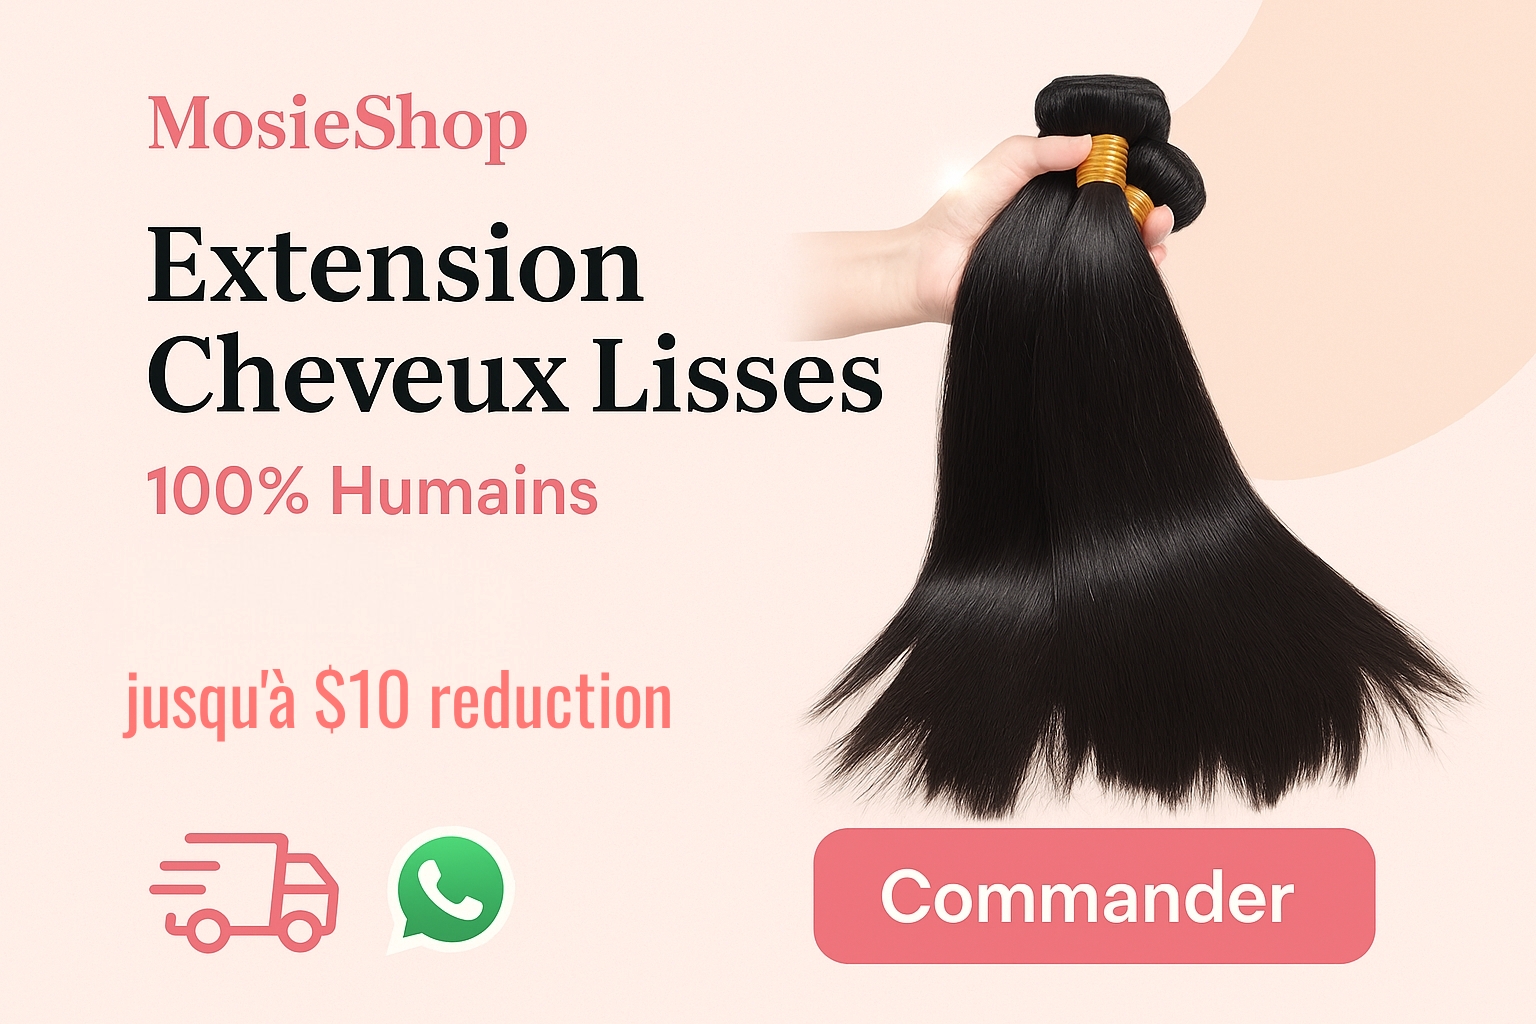 MosieShop
Extension
Cheveux Lisses
100% Humains
jusqu'à $10 reduction
Commander